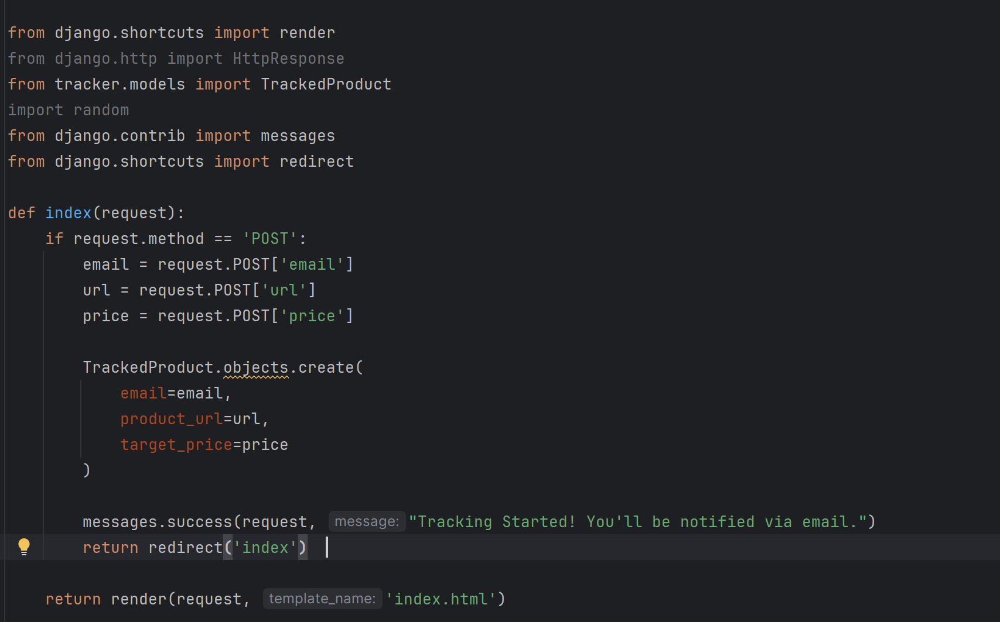 from django.shortcuts import render
from django.http import HttpResponse
from tracker.models import TrackedProduct
import random
from django.contrib import messages
from django.shortcuts import redirect
def index(request):
    if request.method == 'POST':
        email = request.POST['email']
        url = request.POST['url']
        price = request.POST['price']
        TrackedProduct.objects.create(
            email=email,
            product_url=url,
            target_price=price
        )
        messages.success(request, message: "Tracking Started! You'll be notified via email.")
        return redirect('index')
    return render(request, template_name: 'index.html')